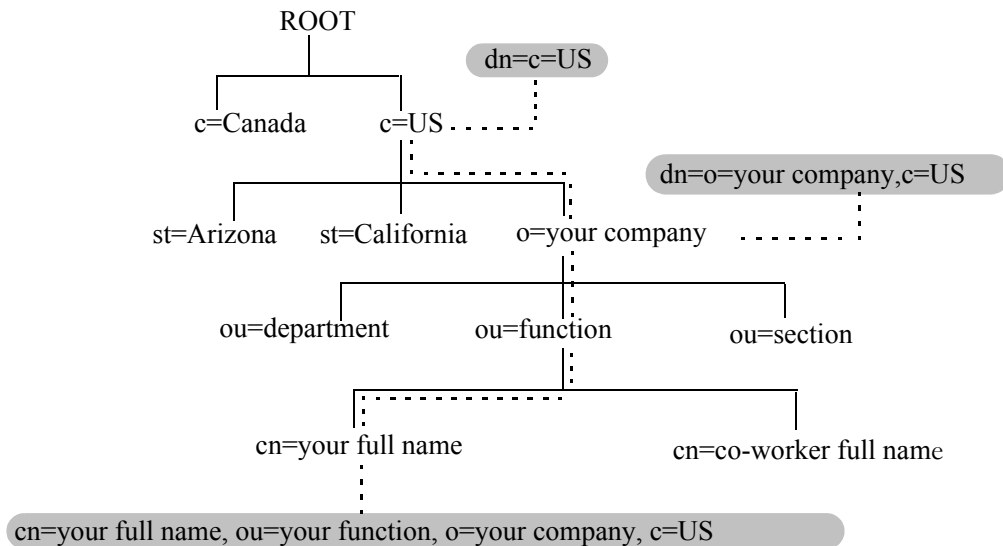 ROOT
dn=c=US
c=Canada
c=US
dn=o=your company,c=US
st=Arizona
st=California
o=your company
ou=department
ou=function
ou=section
cn=your full name
cn=co-worker full name
cn=your full name, ou=your function, o=your company, c=US